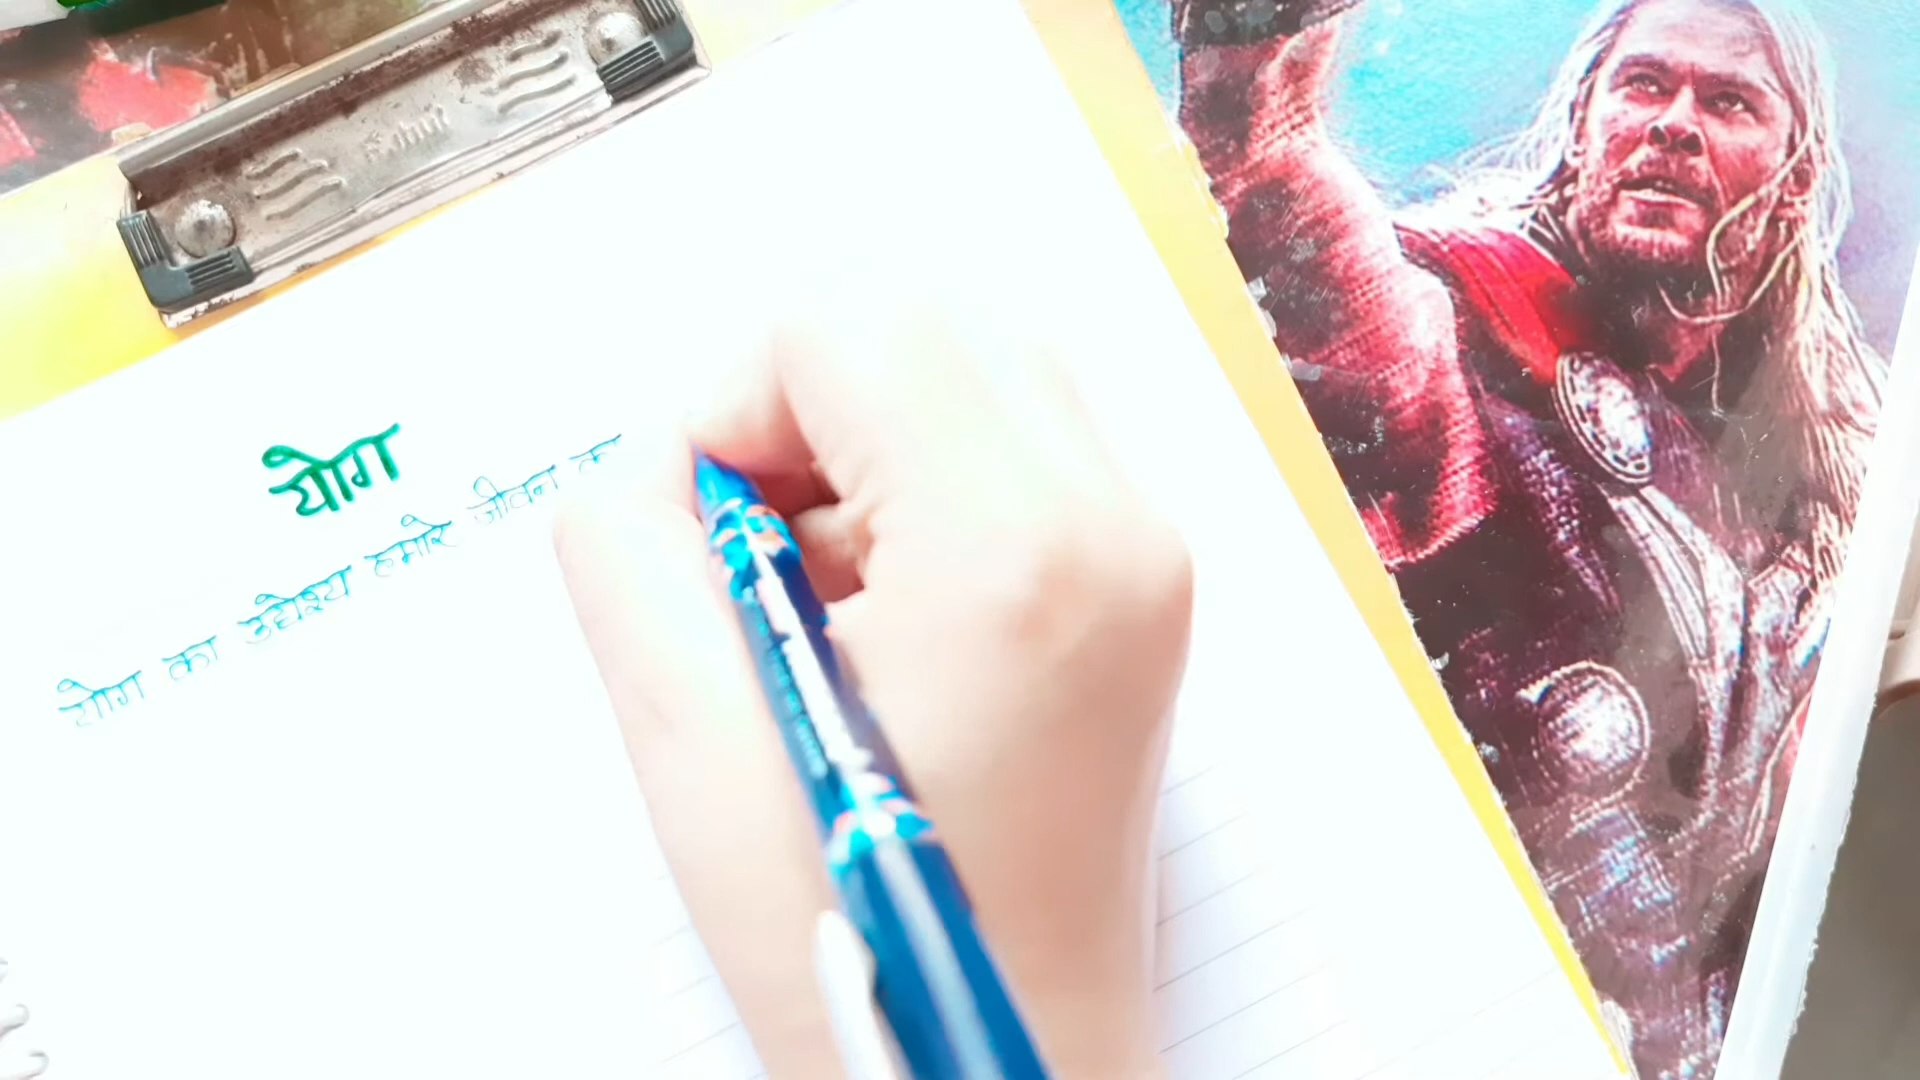 योग
योग का उद्देश्य हमारे जीवन का